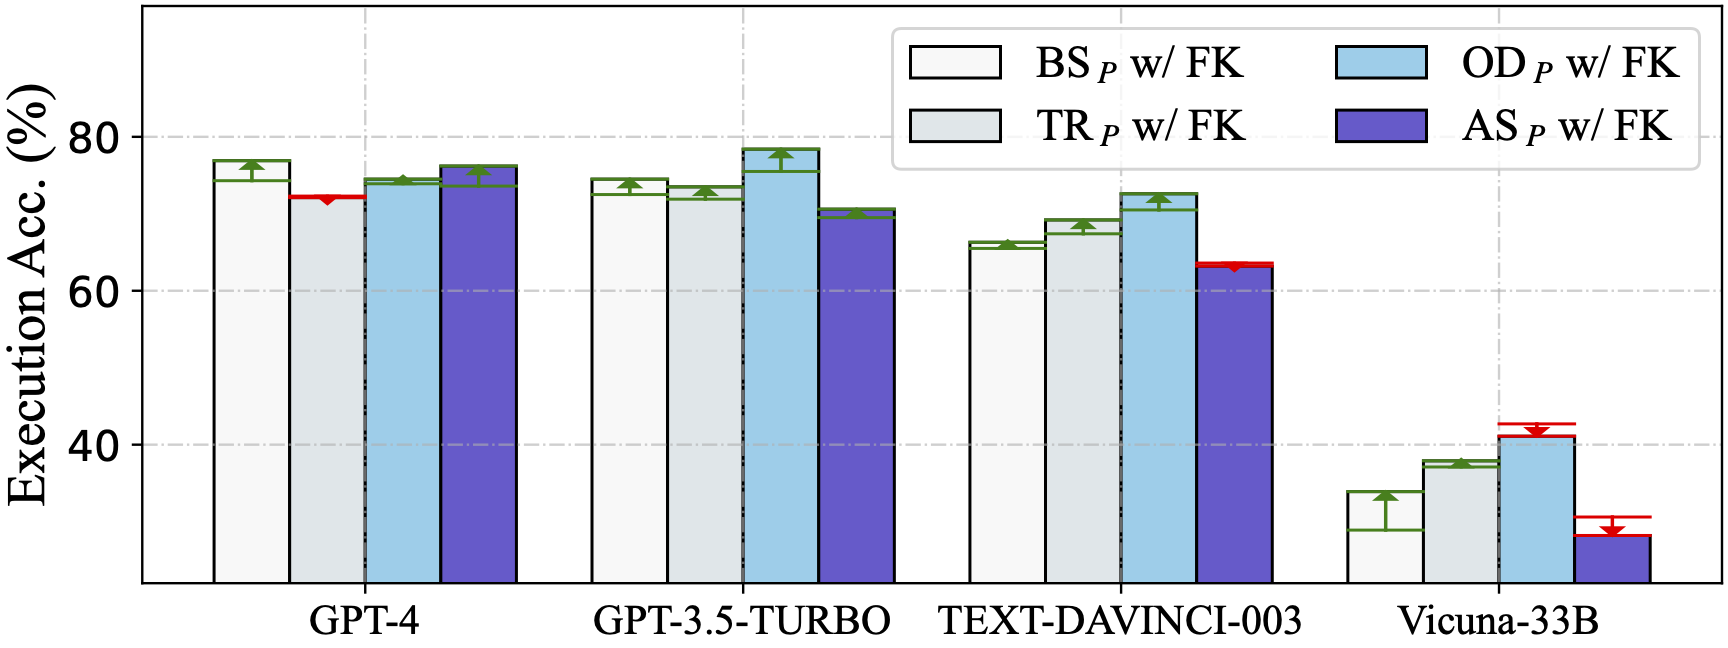 Execution Acc. (%)
80
60
40
BS P w/ FK
TR P w/ FK
OD P w/ FK
AS P w/ FK
GPT-4
GPT-3.5-TURBO
TEXT-DAVINCI-003
Vicuna-33B